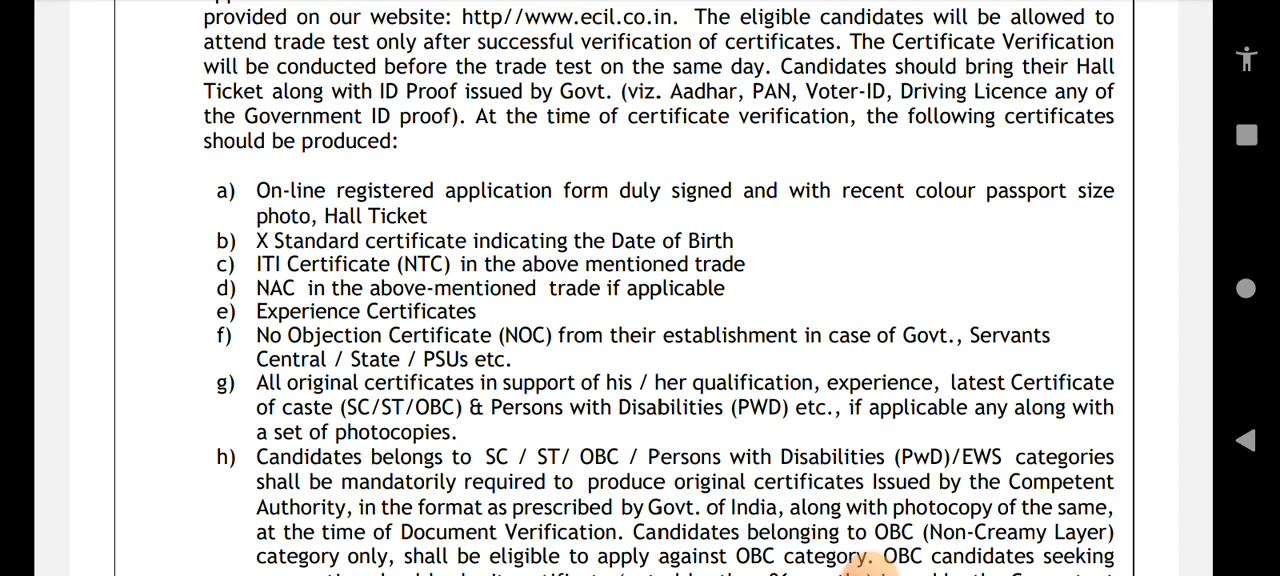 provided on our website: http//www.ecil.co.in. The eligible candidates will be allowed to
attend trade test only after successful verification of certificates. The Certificate Verification
will be conducted before the trade test on the same day. Candidates should bring their Hall
Ticket along with ID Proof issued by Govt. (viz. Aadhar, PAN, Voter-ID, Driving Licence any of
the Government ID proof). At the time of certificate verification, the following certificates
should be produced:
a) On-line registered application form duly signed and with recent colour passport size
photo, Hall Ticket
b) X Standard certificate indicating the Date of Birth
c) ITI Certificate (NTC) in the above mentioned trade
d) NAC in the above-mentioned trade if applicable
e) Experience Certificates
f) No Objection Certificate (NOC) from their establishment in case of Govt., Servants
Central / State / PSUs etc.
g) All original certificates in support of his / her qualification, experience, latest Certificate
of caste (SC/ST/OBC) & Persons with Disabilities (PWD) etc., if applicable any along with
a set of photocopies.
h) Candidates belongs to SC / ST/ OBC / Persons with Disabilities (PwD)/EWS categories
shall be mandatorily required to produce original certificates Issued by the Competent
Authority, in the format as prescribed by Govt. of India, along with photocopy of the same,
at the time of Document Verification. Candidates belonging to OBC (Non-Creamy Layer)
category only, shall be eligible to apply against OBC category. OBC candidates seeking